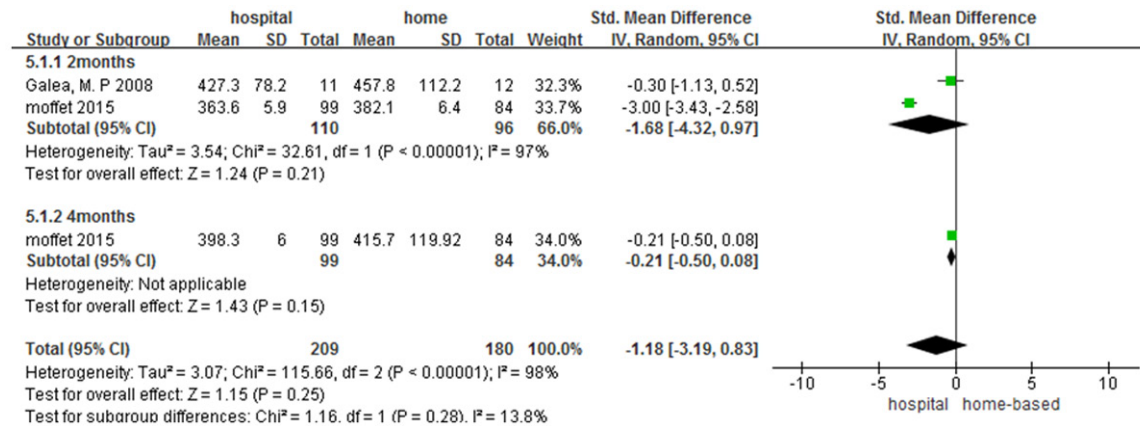 hospital home Std. Mean Difference Std. Mean Difference
Study or Subgroup Mean SD Total Mean SD Total Weight IV, Random, 95% CI IV, Random, 95% CI
5.1.1 2months
Galea, M. P 2008 427.3 78.2 11 457.8 112.2 12 32.3% -0.30 [-1.13, 0.52]
moffet 2015 363.6 5.9 99 382.1 6.4 84 33.7% -3.00 [-3.43, -2.58]
Subtotal (95% CI) 110 96 66.0% -1.68 [-4.32, 0.97]
Heterogeneity: Tau² = 3.54; Chi² = 32.61, df = 1 (P < 0.00001); I² = 97%
Test for overall effect: Z = 1.24 (P = 0.21)
5.1.2 4months
moffet 2015 398.3 6 99 415.7 119.92 84 34.0% -0.21 [-0.50, 0.08]
Subtotal (95% CI) 99 84 34.0% -0.21 [-0.50, 0.08]
Heterogeneity: Not applicable
Test for overall effect: Z = 1.43 (P = 0.15)
Total (95% CI) 209 180 100.0% -1.18 [-3.19, 0.83]
Heterogeneity: Tau² = 3.07; Chi² = 115.66, df = 2 (P < 0.00001); I² = 98%
Test for overall effect: Z = 1.15 (P = 0.25)
Test for subgroup differences: Chi² = 1.16, df = 1 (P = 0.28), I² = 13.8%
-10 -5 0 5 10
hospital home-based